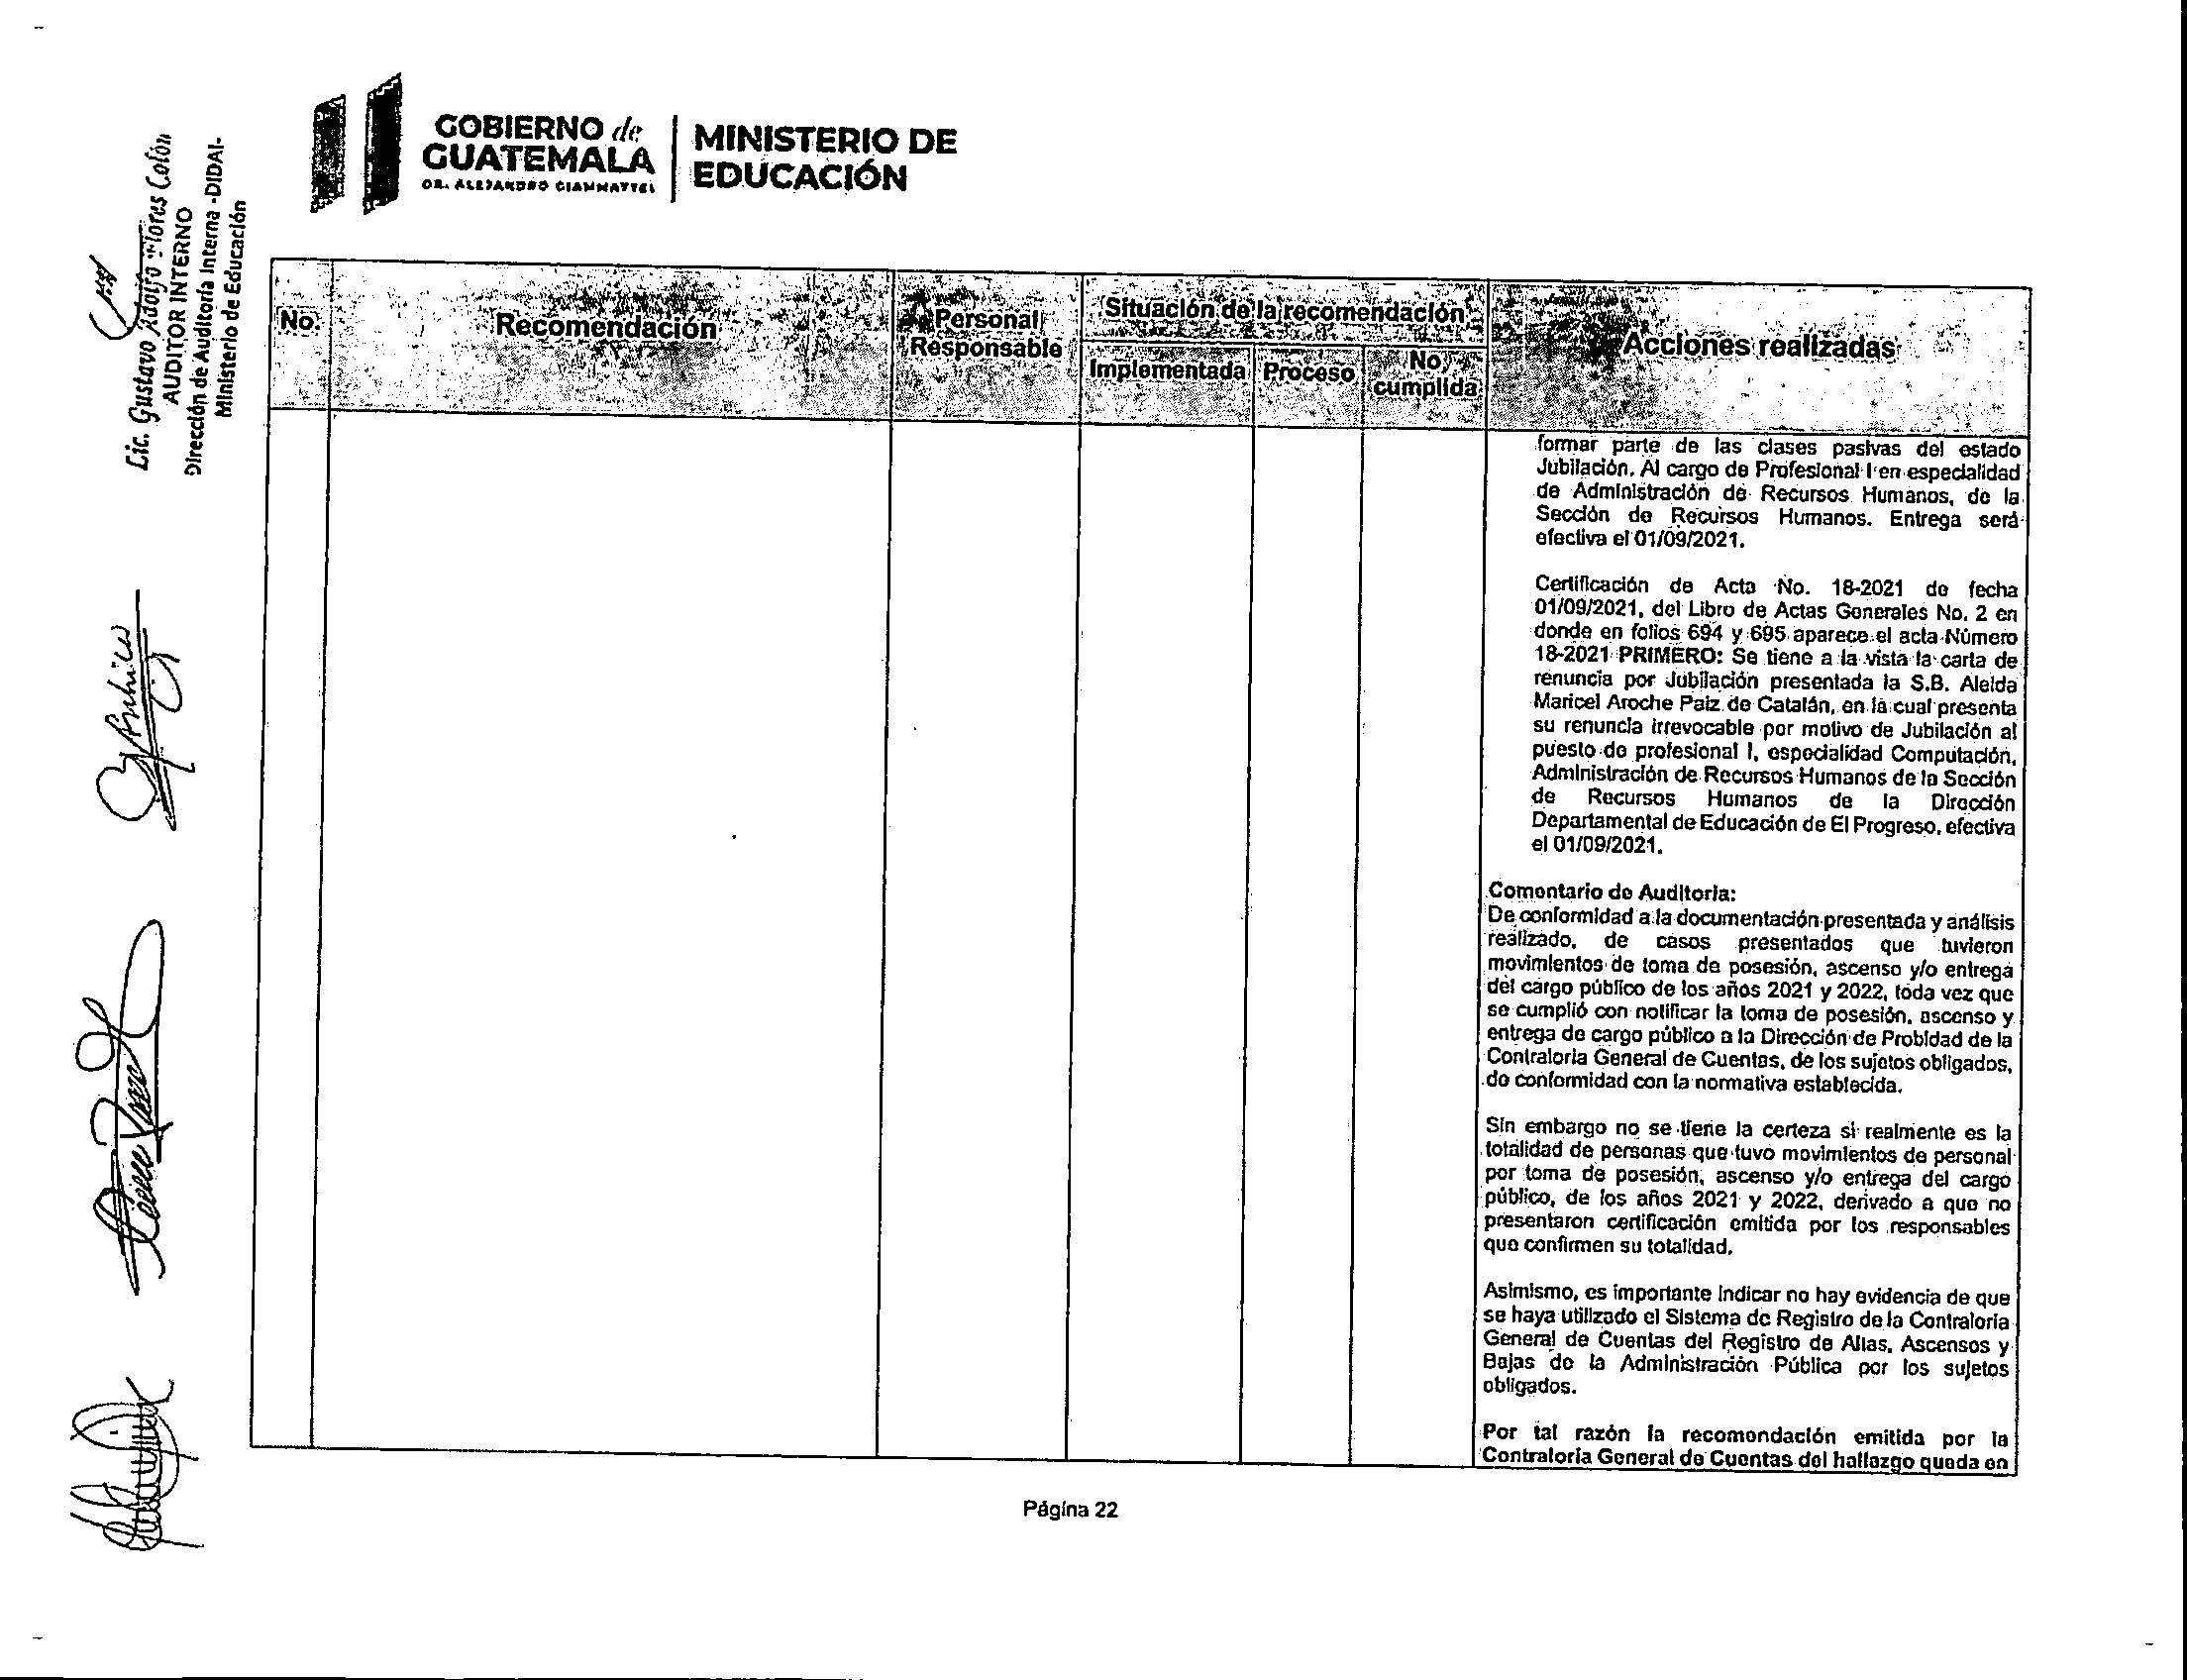 GOBIERNO de
GUATEMALA
DR. ALEJANDRO GIAMMATTEI
MINISTERIO DE
EDUCACIÓN
Lic. Gustavo Adolfo Flores Colón
AUDITOR INTERNO
Dirección de Auditoría Interna -DIDAI-
Ministerio de Educación
No.
Recomendación
Personal
Responsable
Situación de la recomendación
Implementada
Proceso
No
cumplida
Acciones realizadas
formar parte de las clases pasivas del estado
Jubilación. Al cargo de Profesional I en especialidad
de Administración de Recursos Humanos, de la
Sección de Recursos Humanos. Entrega será
efectiva el 01/09/2021.
Certificación de Acta No. 18-2021 de fecha
01/09/2021, del Libro de Actas Generales No. 2 en
donde en folios 694 y 695 aparece el acta Número
18-2021 PRIMERO: Se tiene a la vista la carta de
renuncia por Jubilación presentada la S.B. Aleida
Maricel Aroche Paiz de Catalán, en la cual presenta
su renuncia irrevocable por motivo de Jubilación al
puesto de profesional I, especialidad Computación,
Administración de Recursos Humanos de la Sección
de Recursos Humanos de la Dirección
Departamental de Educación de El Progreso, efectiva
el 01/09/2021.
Comentario de Auditoría:
De conformidad a la documentación presentada y análisis
realizado, de casos presentados que tuvieron
movimientos de toma de posesión, ascenso y/o entrega
del cargo público de los años 2021 y 2022, toda vez que
se cumplió con notificar la toma de posesión, ascenso y
entrega de cargo público a la Dirección de Probidad de la
Contraloría General de Cuentas, de los sujetos obligados,
de conformidad con la normativa establecida.
Sin embargo no se tiene la certeza si realmente es la
totalidad de personas que tuvo movimientos de personal
por toma de posesión, ascenso y/o entrega del cargo
público, de los años 2021 y 2022, derivado a que no
presentaron certificación emitida por los responsables
que confirmen su totalidad.
Asimismo, es importante indicar no hay evidencia de que
se haya utilizado el Sistema de Registro de la Contraloría
General de Cuentas del Registro de Altas, Ascensos y
Bajas de la Administración Pública por los sujetos
obligados.
Por tal razón la recomendación emitida por la
Contraloría General de Cuentas del hallazgo queda en
Página 22